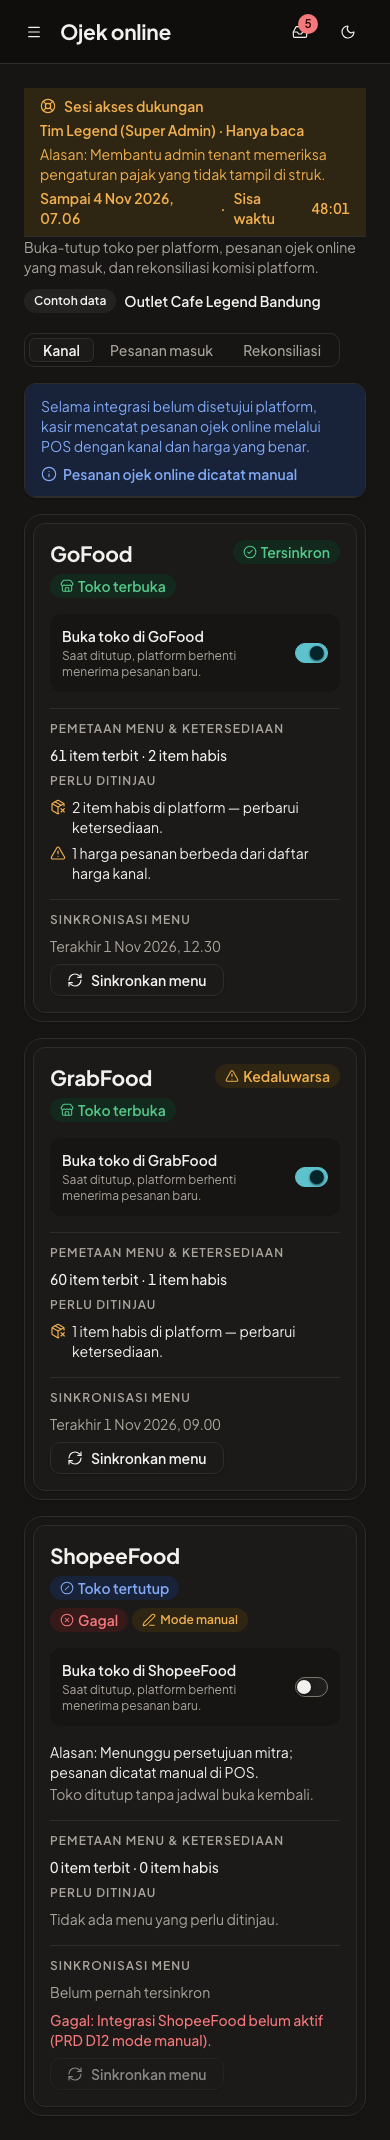 Ojek online
5
Sesi akses dukungan
Tim Legend (Super Admin) · Hanya baca
Alasan: Membantu admin tenant memeriksa
pengaturan pajak yang tidak tampil di struk.
Sampai 4 Nov 2026, 07.06 · Sisa waktu 48:01
Buka-tutup toko per platform, pesanan ojek online
yang masuk, dan rekonsiliasi komisi platform.
Contoh data Outlet Cafe Legend Bandung
Kanal Pesanan masuk Rekonsiliasi
Selama integrasi belum disetujui platform,
kasir mencatat pesanan ojek online melalui
POS dengan kanal dan harga yang benar.
Pesanan ojek online dicatat manual
GoFood Tersinkron
Toko terbuka
Buka toko di GoFood
Saat ditutup, platform berhenti
menerima pesanan baru.
PEMETAAN MENU & KETERSEDIAAN
61 item terbit · 2 item habis
PERLU DITINJAU
2 item habis di platform — perbarui
ketersediaan.
1 harga pesanan berbeda dari daftar
harga kanal.
SINKRONISASI MENU
Terakhir 1 Nov 2026, 12.30
Sinkronkan menu
GrabFood Kedaluwarsa
Toko terbuka
Buka toko di GrabFood
Saat ditutup, platform berhenti
menerima pesanan baru.
PEMETAAN MENU & KETERSEDIAAN
60 item terbit · 1 item habis
PERLU DITINJAU
1 item habis di platform — perbarui
ketersediaan.
SINKRONISASI MENU
Terakhir 1 Nov 2026, 09.00
Sinkronkan menu
ShopeeFood
Toko tertutup
Gagal Mode manual
Buka toko di ShopeeFood
Saat ditutup, platform berhenti
menerima pesanan baru.
Alasan: Menunggu persetujuan mitra;
pesanan dicatat manual di POS.
Toko ditutup tanpa jadwal buka kembali.
PEMETAAN MENU & KETERSEDIAAN
0 item terbit · 0 item habis
PERLU DITINJAU
Tidak ada menu yang perlu ditinjau.
SINKRONISASI MENU
Belum pernah tersinkron
Gagal: Integrasi ShopeeFood belum aktif
(PRD D12 mode manual).
Sinkronkan menu